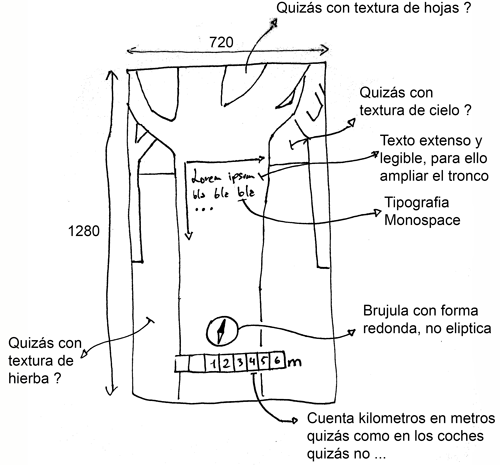 Quizás con textura de hojas ?
720
Quizás con
textura de cielo ?
Texto extenso y
legible, para ello
ampliar el tronco
Lorem ipsum
bla bla bla
...
Tipografia
Monospace
1280
Brujula con forma
redonda, no eliptica
Quizás con
textura de
hierba ?
1 2 3 4 5 6 m
Cuenta kilometros en metros
quizás como en los coches
quizás no ...